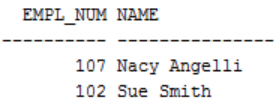 EMPL_NUM NAME
---------- ---------------
107 Nacy Angelli
102 Sue Smith